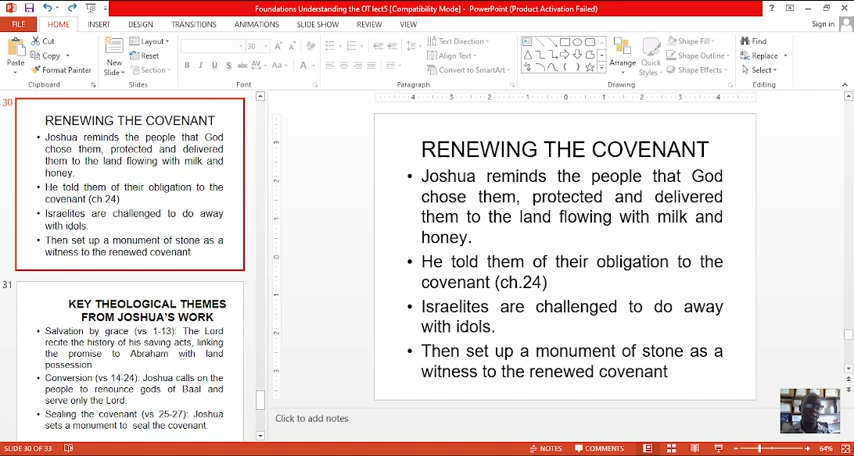 Foundations Understanding the OT lect5 [Compatibility Mode] - PowerPoint (Product Activation Failed)
FILE HOME INSERT DESIGN TRANSITIONS ANIMATIONS SLIDE SHOW REVIEW VIEW Sign in
Cut
Copy
Format Painter
Paste
Clipboard
New Slide
Layout
Reset
Section
Slides
30
Font
Text Direction
Align Text
Convert to SmartArt
Paragraph
Arrange
Quick Styles
Shape Fill
Shape Outline
Shape Effects
Drawing
Find
Replace
Select
Editing
30
RENEWING THE COVENANT
• Joshua reminds the people that God
chose them, protected and delivered
them to the land flowing with milk and
honey.
• He told them of their obligation to the
covenant (ch.24)
• Israelites are challenged to do away
with idols.
• Then set up a monument of stone as a
witness to the renewed covenant
31
KEY THEOLOGICAL THEMES
FROM JOSHUA'S WORK
• Salvation by grace (vs 1-13): The Lord
recite the history of his saving acts, linking
the promise to Abraham with land
possession
• Conversion (vs 14-24): Joshua calls on the
people to renounce gods of Baal and
serve only the Lord.
• Sealing the covenant (vs 25-27): Joshua
sets a monument to seal the covenant.
RENEWING THE COVENANT
• Joshua reminds the people that God
chose them, protected and delivered
them to the land flowing with milk and
honey.
• He told them of their obligation to the
covenant (ch.24)
• Israelites are challenged to do away
with idols.
• Then set up a monument of stone as a
witness to the renewed covenant
Click to add notes
SLIDE 30 OF 33 NOTES COMMENTS 64%